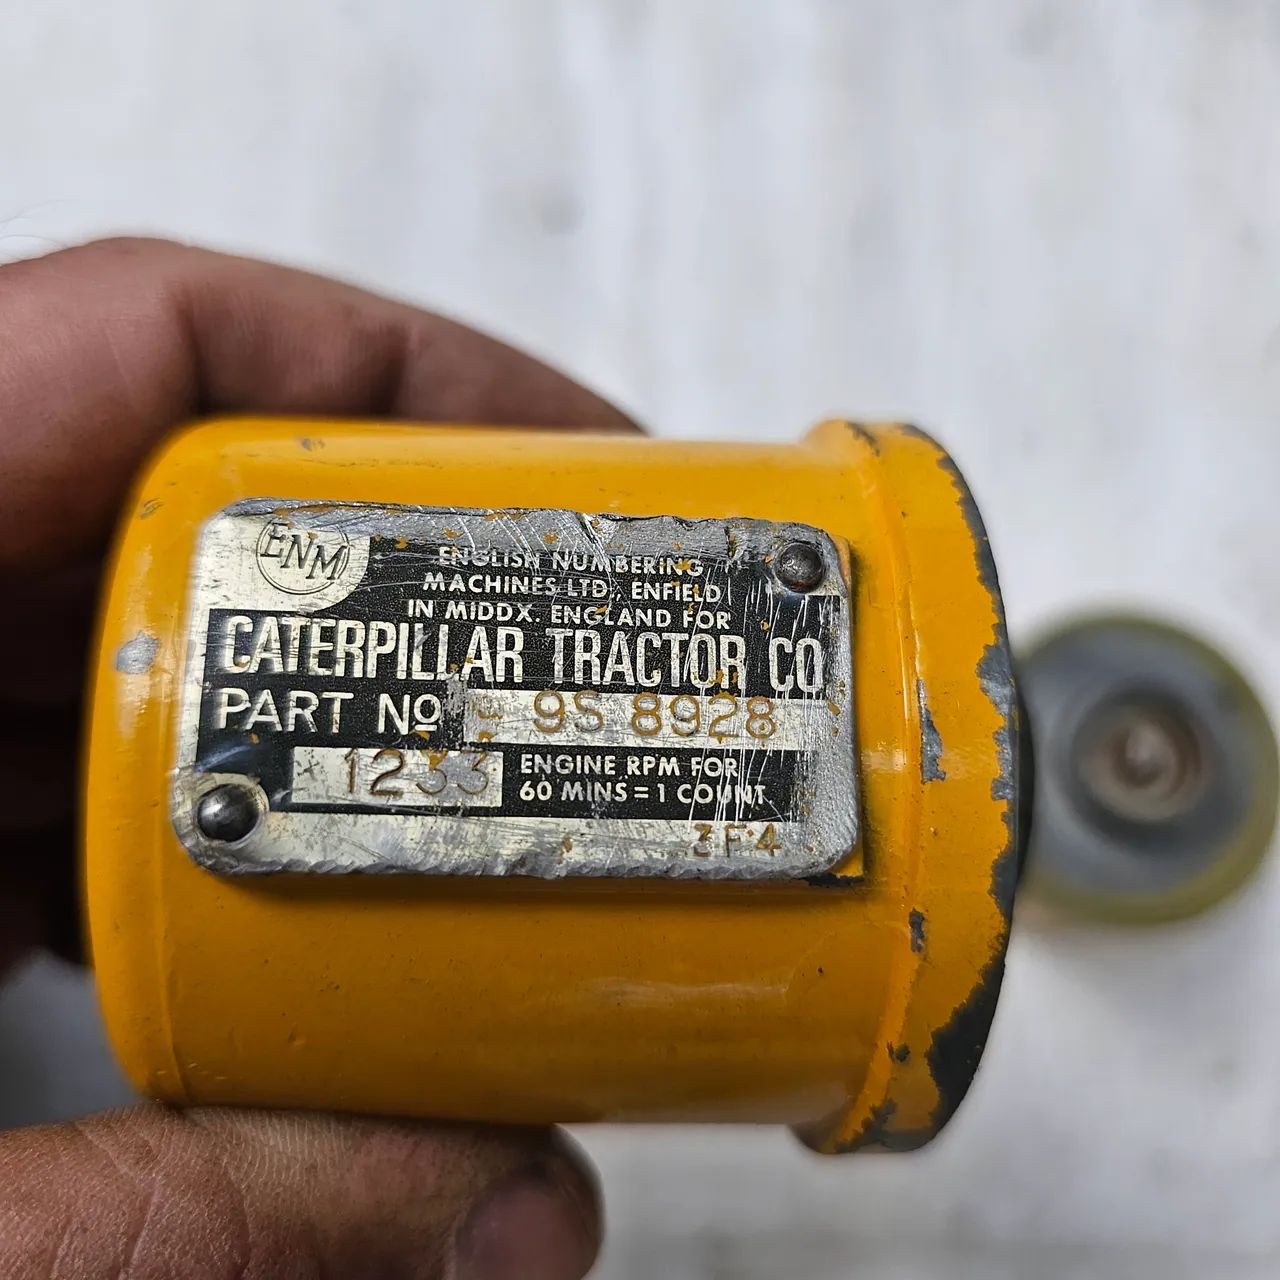 ENM
ENGLISH NUMBERING
MACHINES LTD., ENFIELD
IN MIDDX. ENGLAND FOR
CATERPILLAR TRACTOR CO
PART No 9S 8928
1233 ENGINE RPM FOR
60 MINS = 1 COUNT
3F4